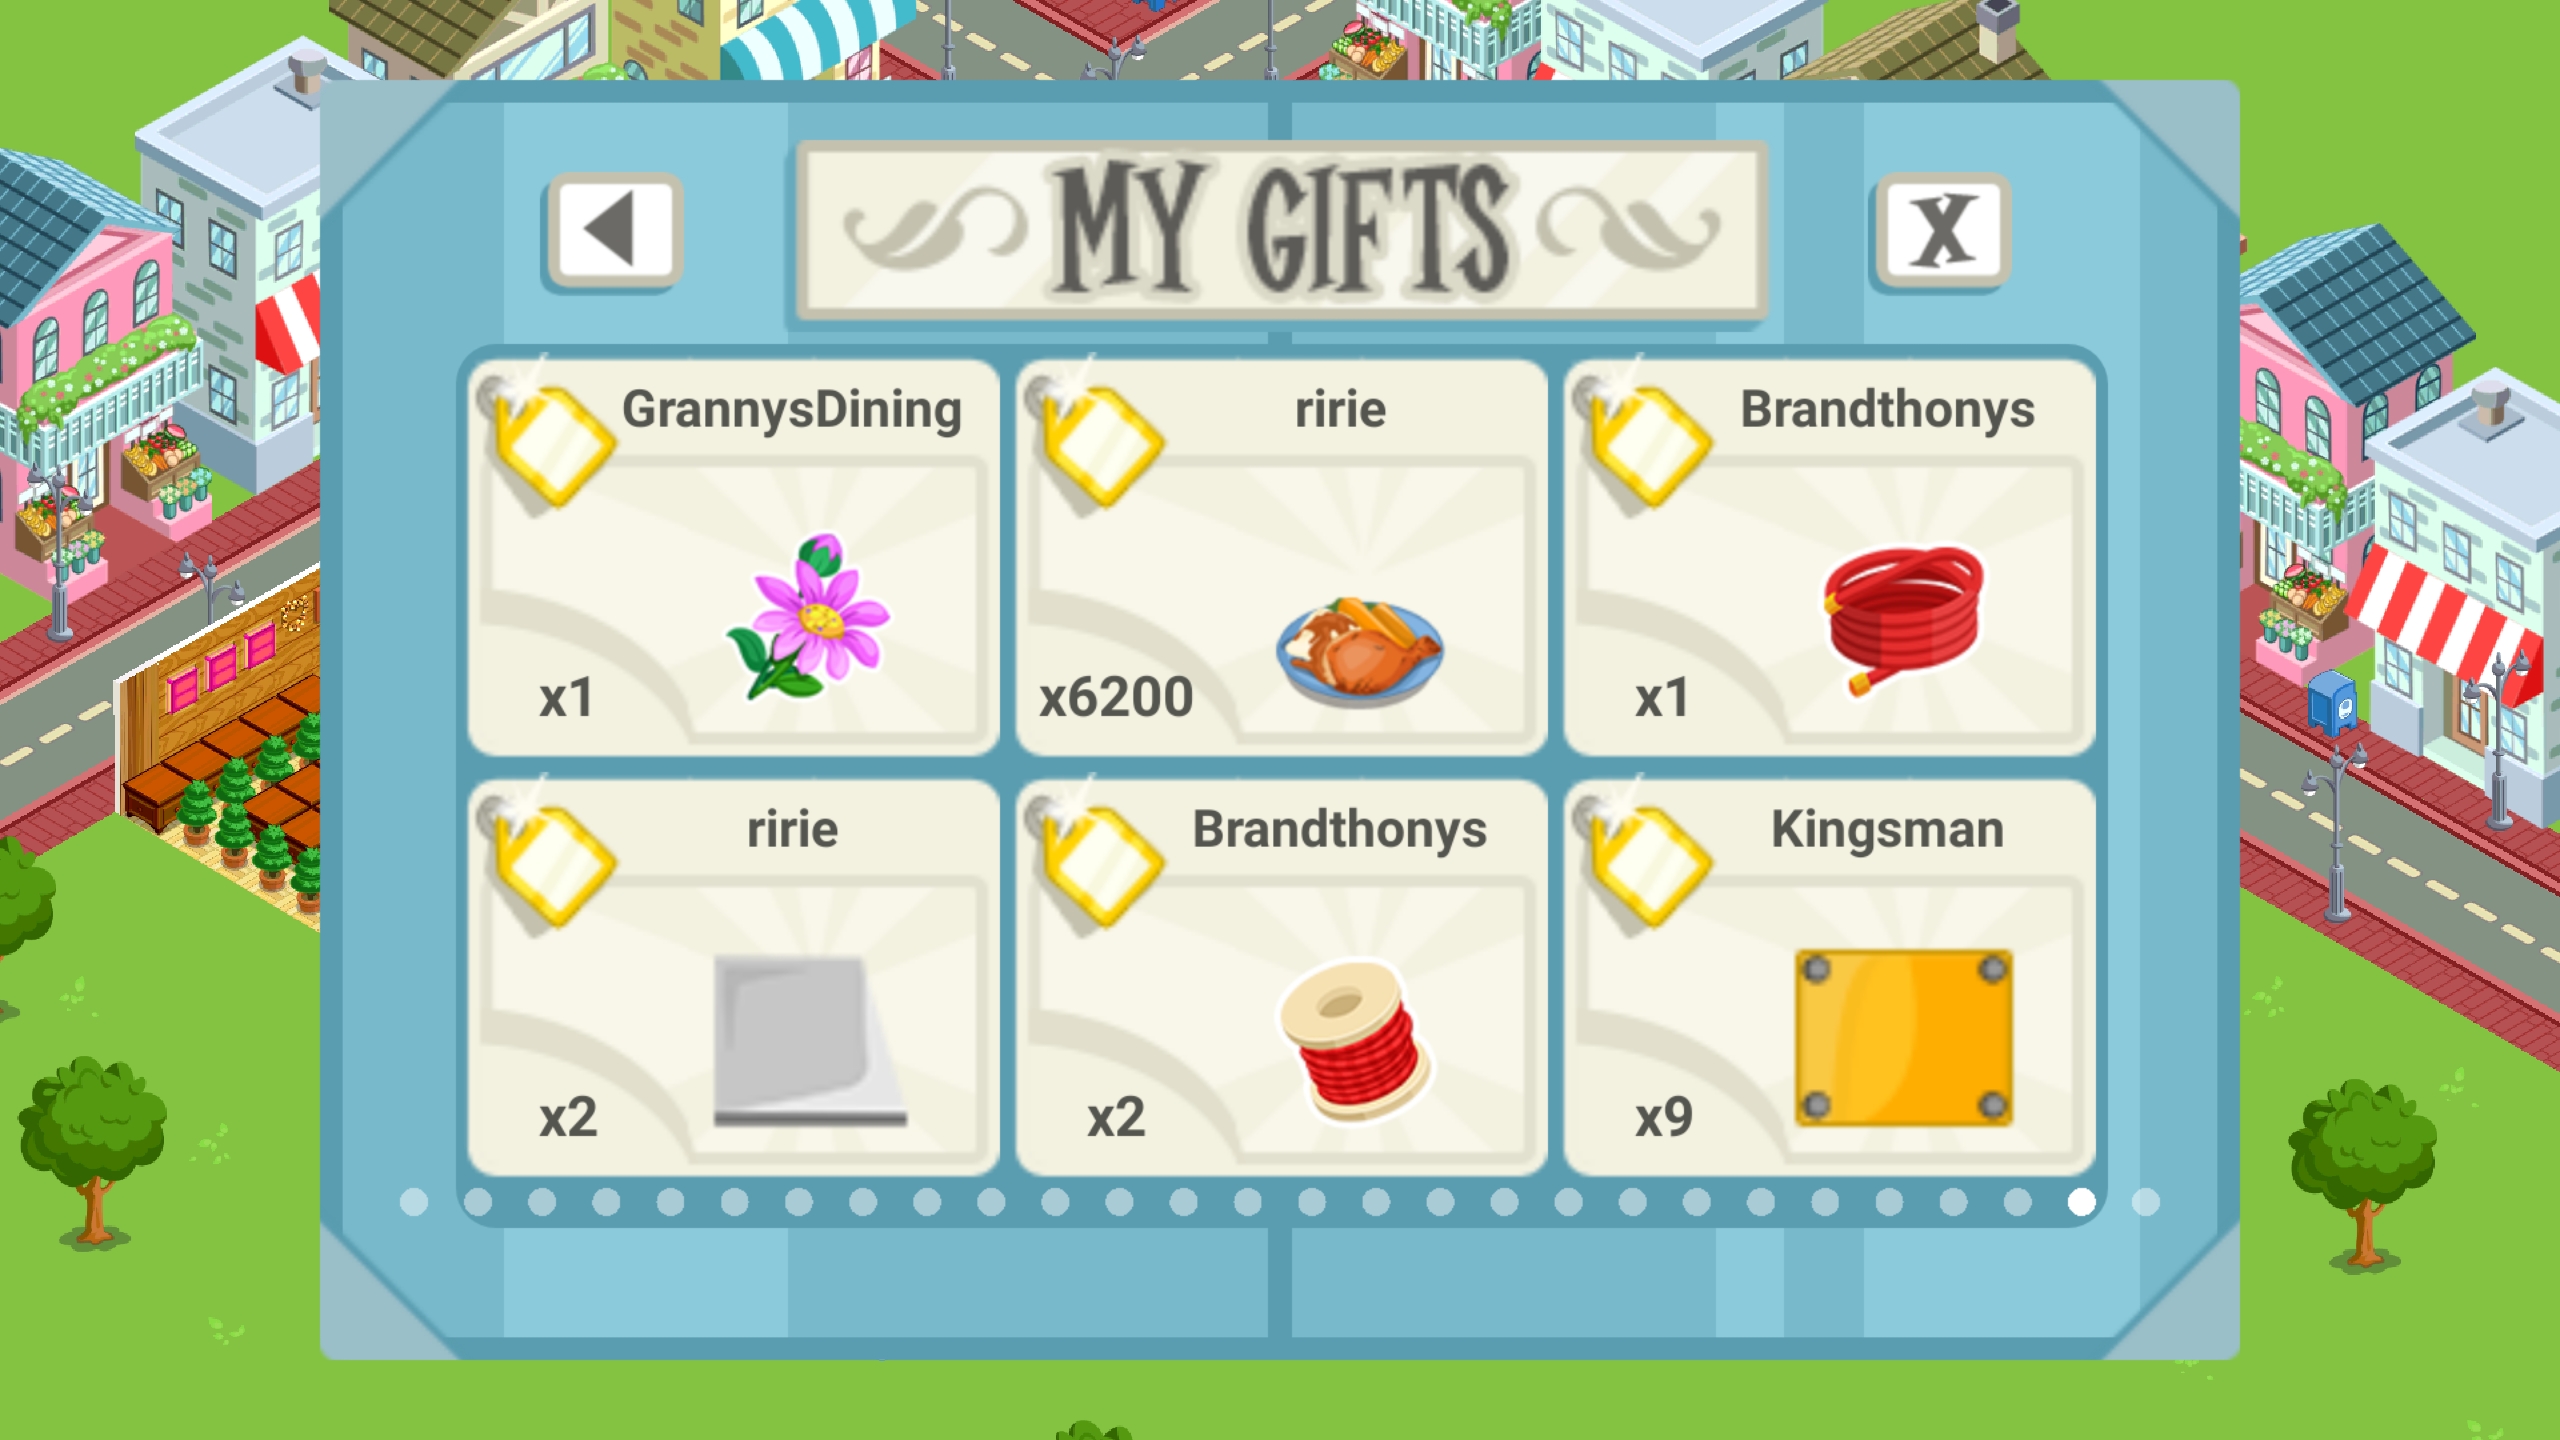 MY GIFTS
X
GrannysDining
x1
ririe
x6200
Brandthonys
x1
ririe
x2
Brandthonys
x2
Kingsman
x9